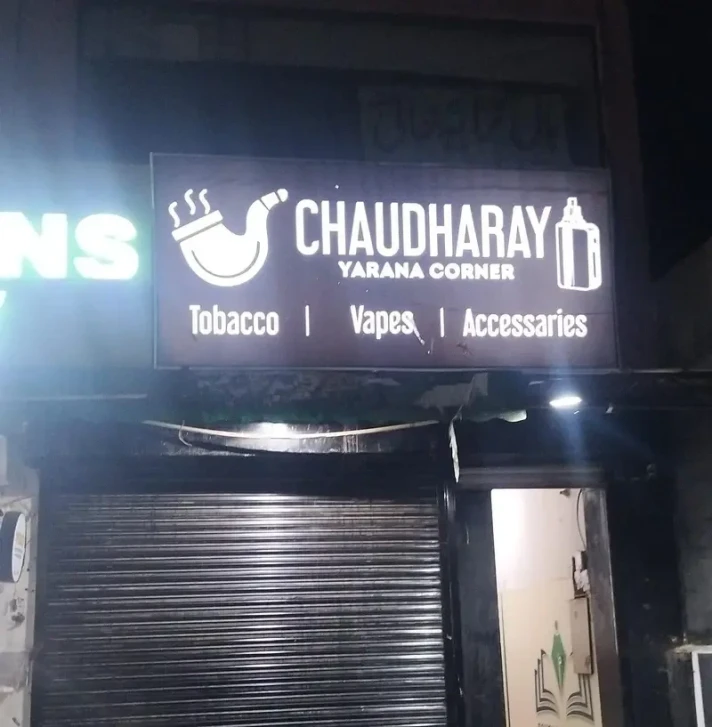 NS
CHAUDHARAY
YARANA CORNER
Tobacco | Vapes | Accessaries